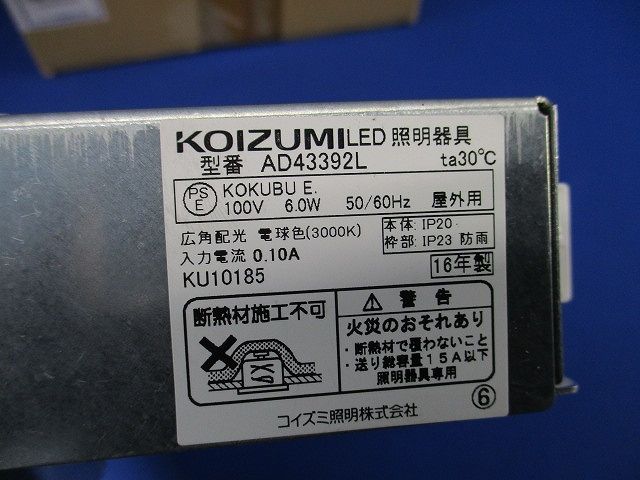 KOIZUMI LED 照明器具
型番 AD43392L ta30℃
PS E KOKUBU E.
100V 6.0W 50/60Hz 屋外用
広角配光 電球色(3000K)
入力電流 0.10A
KU10185
本体: IP20
枠部: IP23 防雨
16年製
断熱材施工不可
⚠ 警告
火災のおそれあり
・断熱材で覆わないこと
・送り総容量15A以下
照明器具専用
コイズミ照明株式会社
⑥